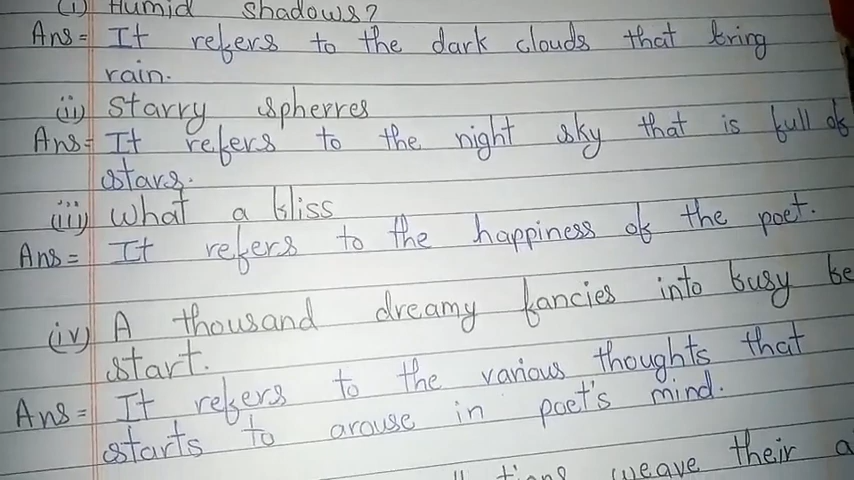 (i) Humid shadows?
Ans= It refers to the dark clouds that bring
rain.
(ii) Starry spherres
Ans= It refers to the night sky that is full of
stars.
(iii) What a bliss
Ans= It refers to the happiness of the poet.
(iv) A thousand dreamy fancies into busy be
start.
Ans= It refers to the various thoughts that
starts to arouse in poet's mind.
weave their a